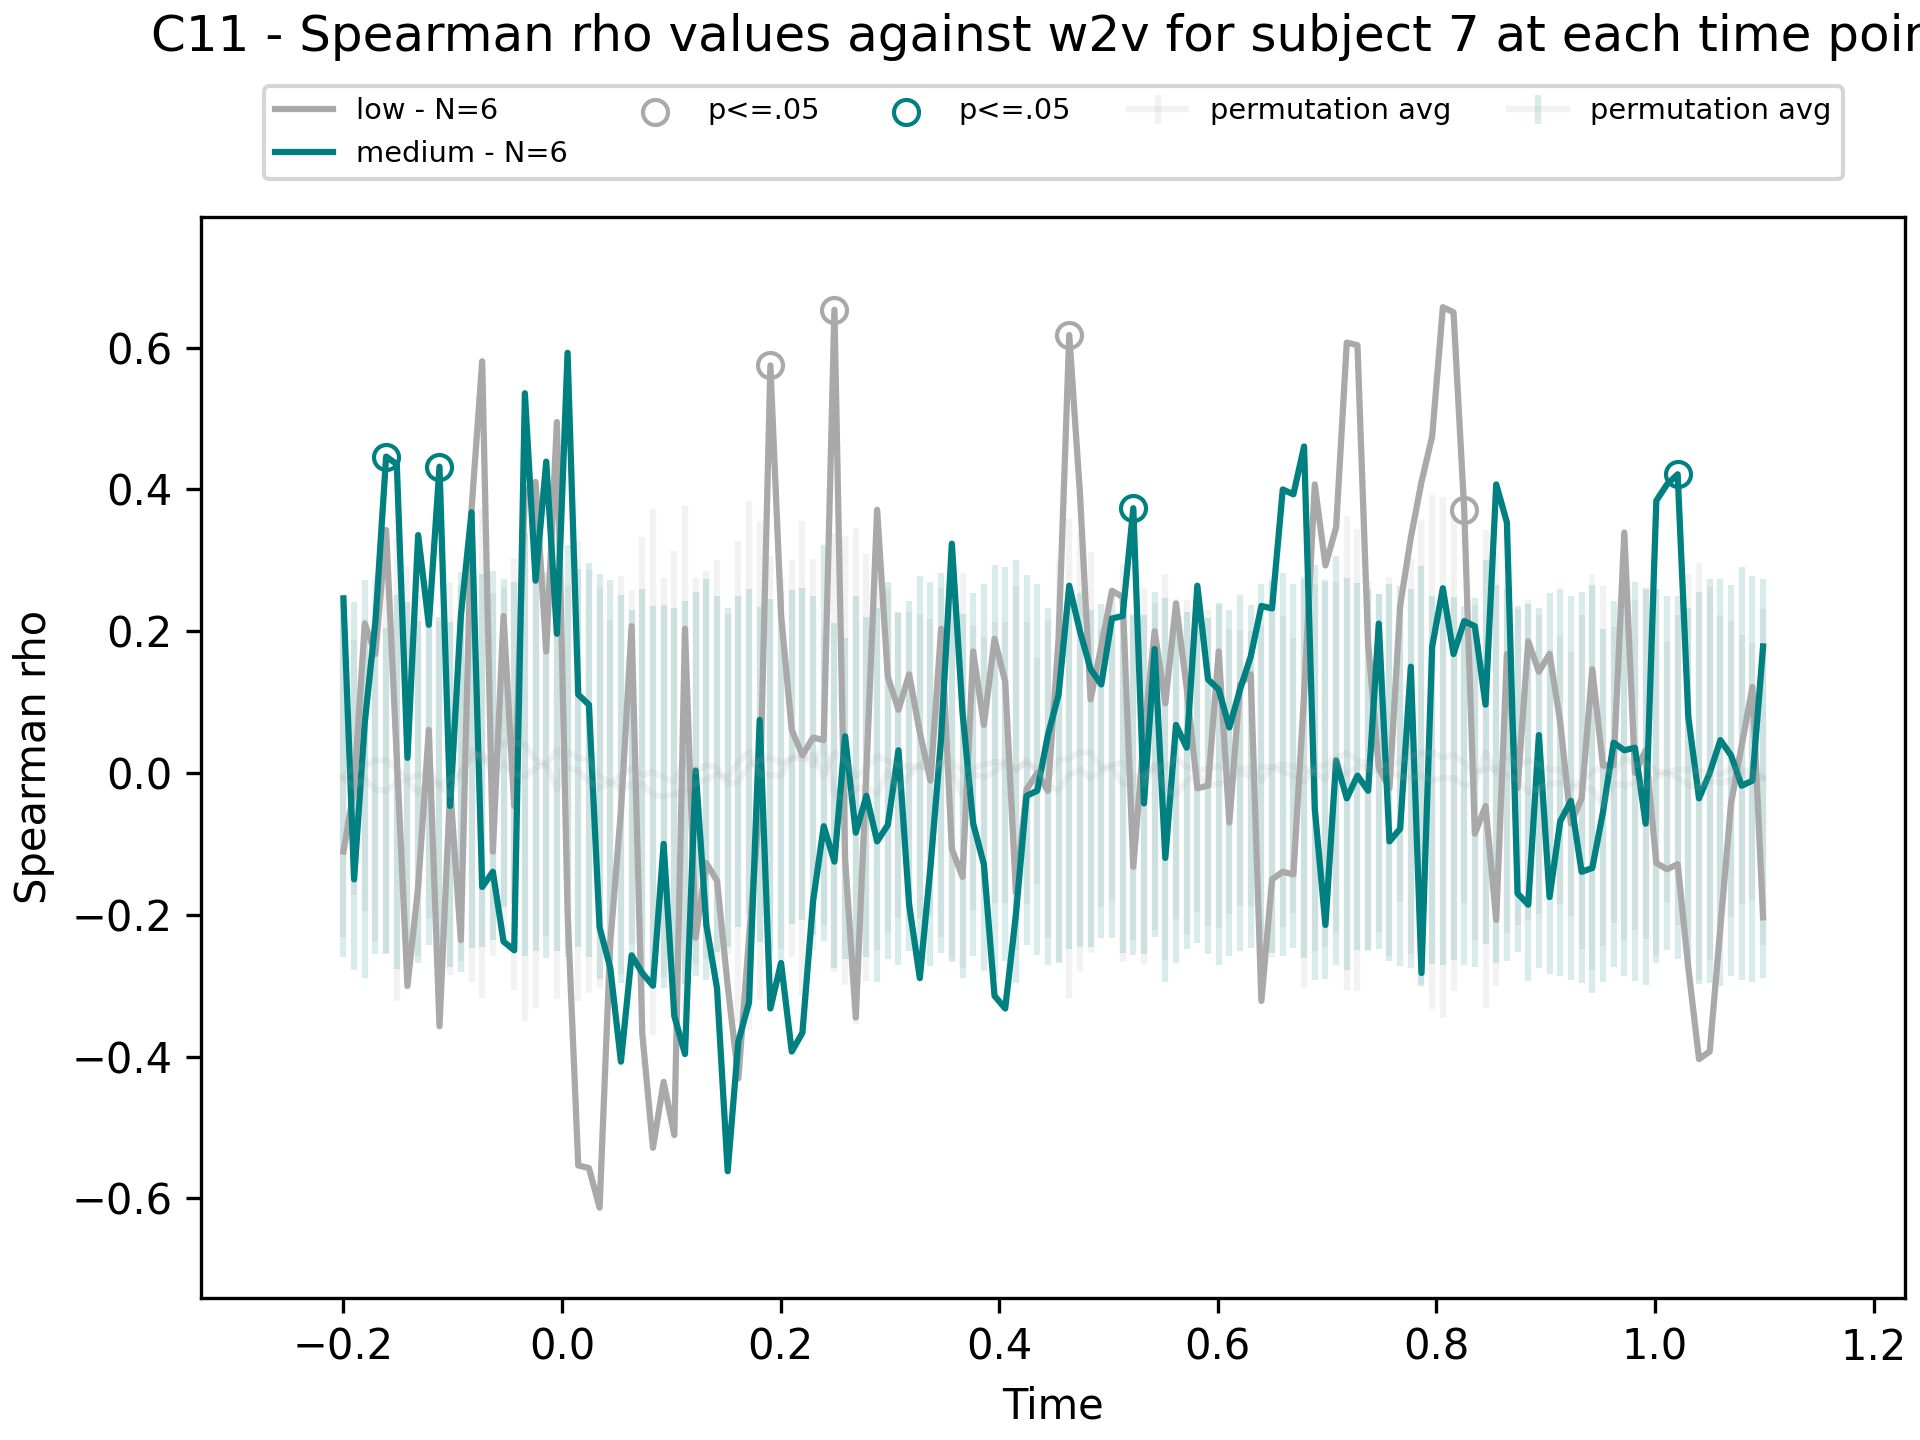 C11 - Spearman rho values against w2v for subject 7 at each time poin
low - N=6
medium - N=6
p<=.05
p<=.05
permutation avg
permutation avg
Spearman rho
0.6
0.4
0.2
0.0
−0.2
−0.4
−0.6
−0.2 0.0 0.2 0.4 0.6 0.8 1.0 1.2
Time